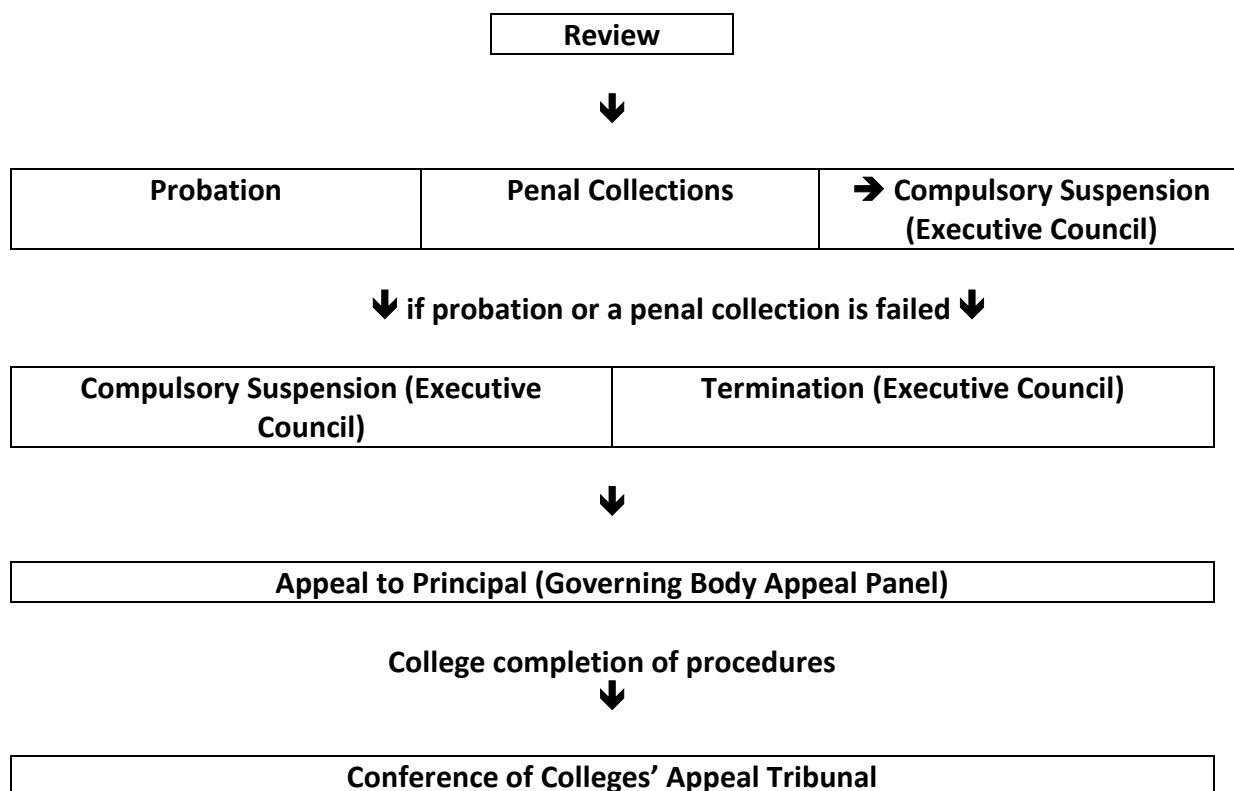 Review
🡻
Probation Penal Collections 🡺 Compulsory Suspension
(Executive Council)
🡻 if probation or a penal collection is failed 🡻
Compulsory Suspension (Executive Termination (Executive Council)
Council)
🡻
Appeal to Principal (Governing Body Appeal Panel)
College completion of procedures
🡻
Conference of Colleges’ Appeal Tribunal